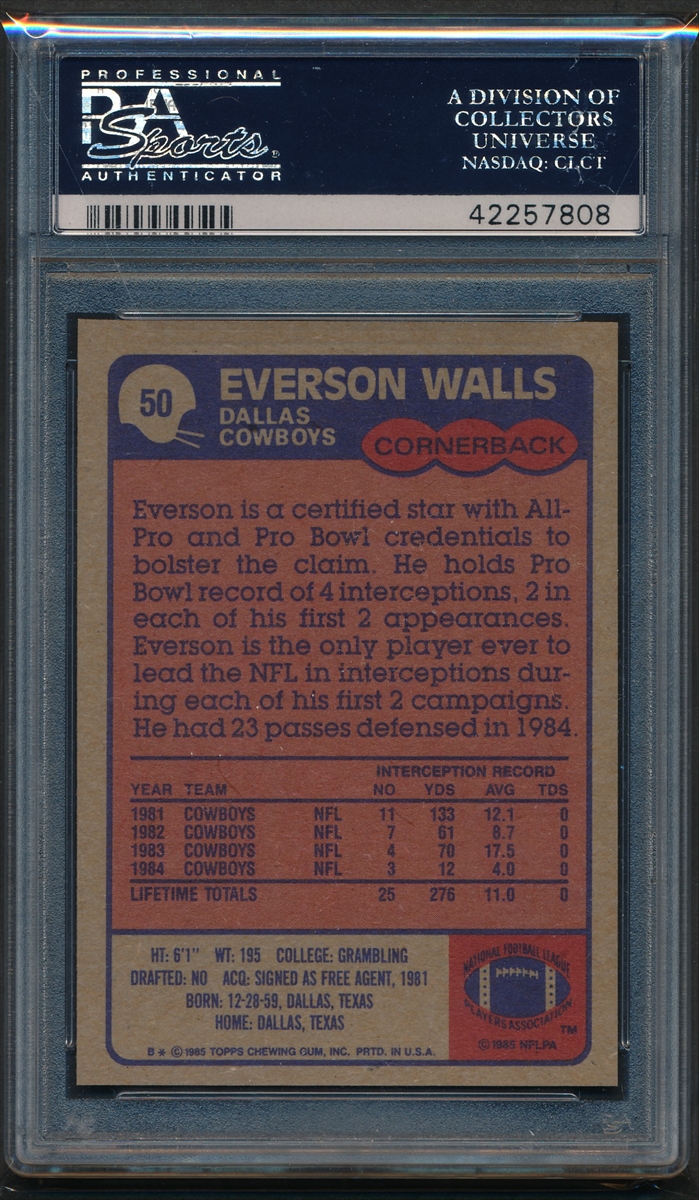 PROFESSIONAL
PSA
Sports
AUTHENTICATOR
A DIVISION OF
COLLECTORS
UNIVERSE
NASDAQ: CLCT
42257808
50
EVERSON WALLS
DALLAS
COWBOYS
CORNERBACK
Everson is a certified star with All-
Pro and Pro Bowl credentials to
bolster the claim. He holds Pro
Bowl record of 4 interceptions, 2 in
each of his first 2 appearances.
Everson is the only player ever to
lead the NFL in interceptions dur-
ing each of his first 2 campaigns.
He had 23 passes defensed in 1984.
INTERCEPTION RECORD
YEAR TEAM NO YDS AVG TDS
1981 COWBOYS NFL 11 133 12.1 0
1982 COWBOYS NFL 7 61 8.7 0
1983 COWBOYS NFL 4 70 17.5 0
1984 COWBOYS NFL 3 12 4.0 0
LIFETIME TOTALS 25 276 11.0 0
HT: 6'1" WT: 195 COLLEGE: GRAMBLING
DRAFTED: NO ACQ: SIGNED AS FREE AGENT, 1981
BORN: 12-28-59, DALLAS, TEXAS
HOME: DALLAS, TEXAS
B * © 1985 TOPPS CHEWING GUM, INC. PRTD. IN U.S.A.
NATIONAL FOOTBALL LEAGUE
PLAYERS ASSOCIATION
TM
© 1985 NFLPA